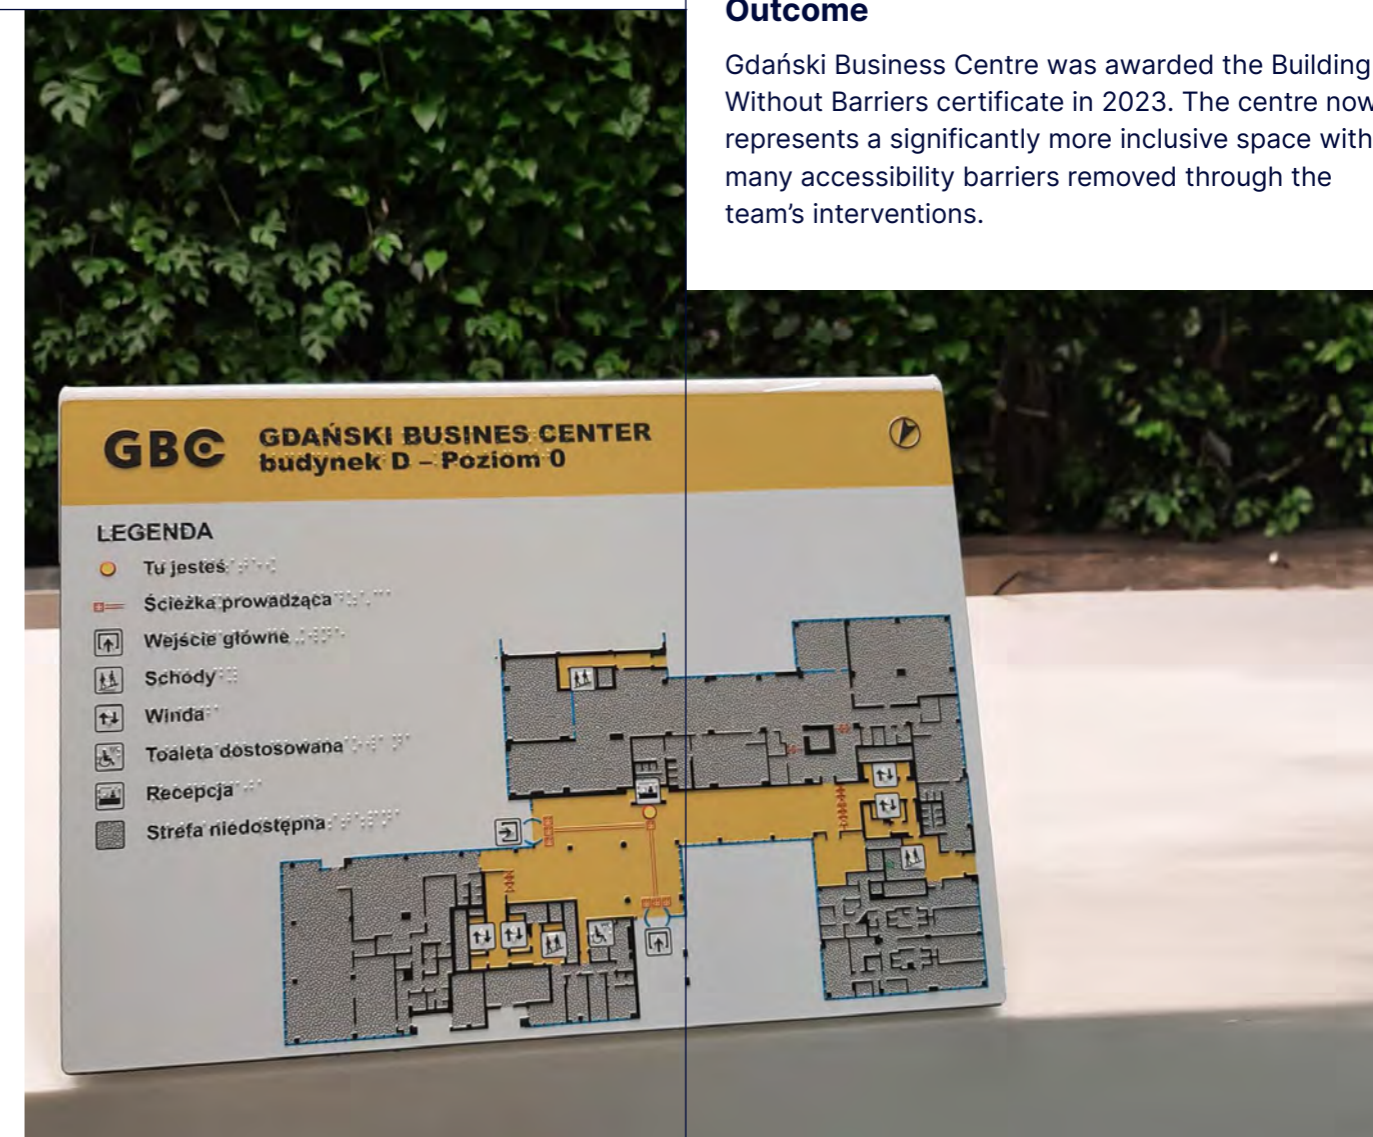 Outcome
Gdański Business Centre was awarded the Building
Without Barriers certificate in 2023. The centre now
represents a significantly more inclusive space with
many accessibility barriers removed through the
team’s interventions.
GBC
GDAŃSKI BUSINES CENTER
budynek D – Poziom 0
LEGENDA
Tu jesteś
Ścieżka prowadząca
Wejście główne
Schody
Winda
Toaleta dostosowana
Recepcja
Strefa niedostępna